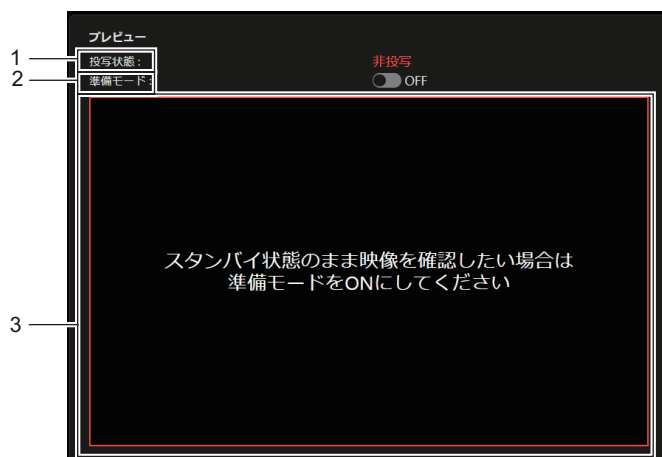 プレビュー
1
投写状態 :
非投写
2
準備モード :
OFF
スタンバイ状態のまま映像を確認したい場合は
準備モードをONにしてください
3